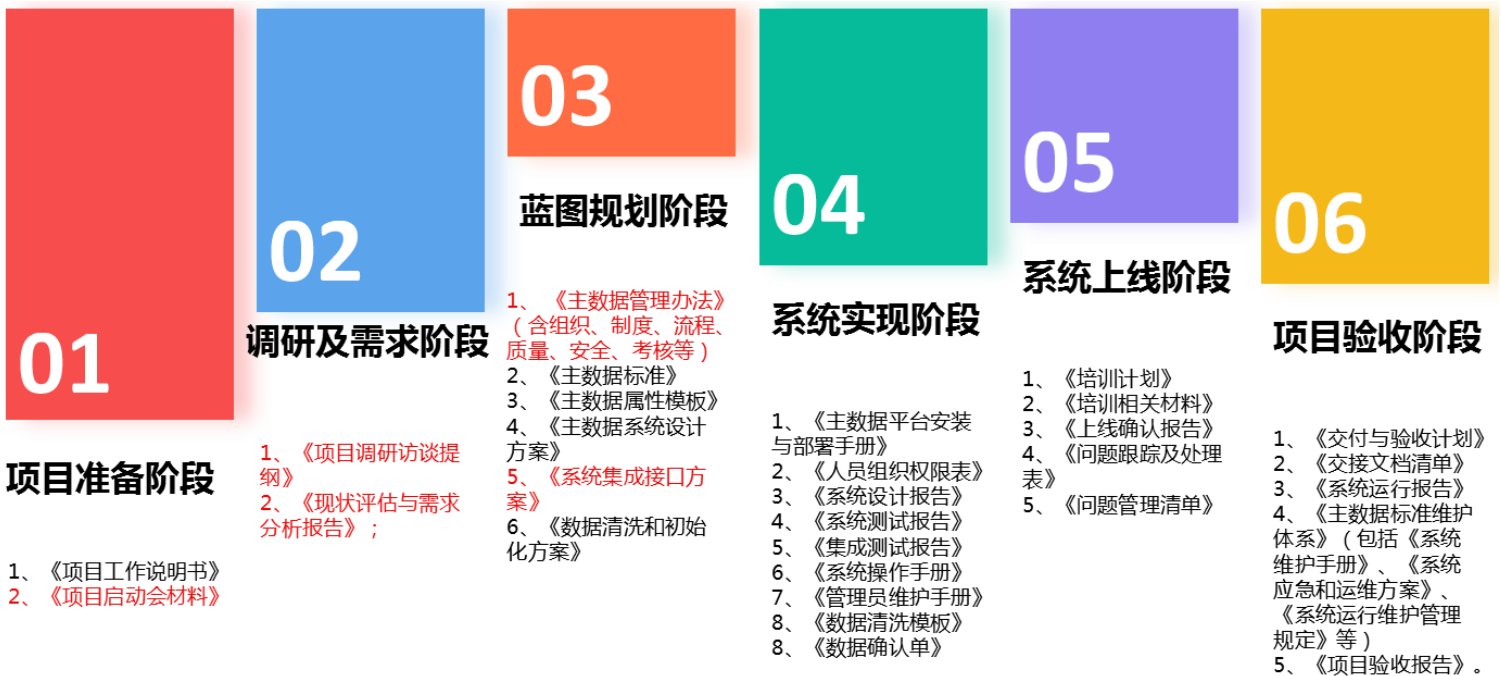 01
项目准备阶段
1、《项目工作说明书》
2、《项目启动会材料》
02
调研及需求阶段
1、《项目调研访谈提
纲》
2、《现状评估与需求
分析报告》；
03
蓝图规划阶段
1、 《主数据管理办法》
（含组织、制度、流程、
质量、安全、考核等）
2、《主数据标准》
3、《主数据属性模板》
4、《主数据系统设计
方案》
5、《系统集成接口方
案》
6、《数据清洗和初始
化方案》
04
系统实现阶段
1、《主数据平台安装
与部署手册》
2、《人员组织权限表》
3、《系统设计报告》
4、《系统测试报告》
5、《集成测试报告》
6、《系统操作手册》
7、《管理员维护手册》
8、《数据清洗模板》
8、《数据确认单》
05
系统上线阶段
1、《培训计划》
2、《培训相关材料》
3、《上线确认报告》
4、《问题跟踪及处理
表》
5、《问题管理清单》
06
项目验收阶段
1、《交付与验收计划》
2、《交接文档清单》
3、《系统运行报告》
4、《主数据标准维护
体系》（包括《系统
维护手册》、《系统
应急和运维方案》、
《系统运行维护管理
规定》等）
5、《项目验收报告》。